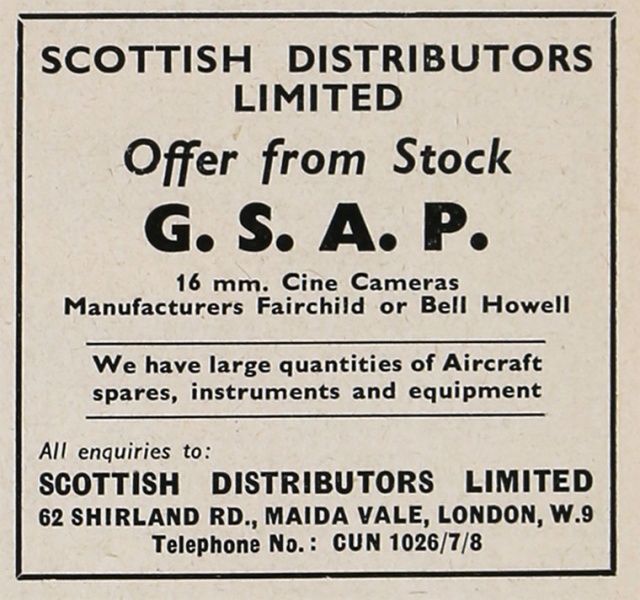 SCOTTISH DISTRIBUTORS
LIMITED
Offer from Stock
G. S. A. P.
16 mm. Cine Cameras
Manufacturers Fairchild or Bell Howell
We have large quantities of Aircraft
spares, instruments and equipment
All enquiries to:
SCOTTISH DISTRIBUTORS LIMITED
62 SHIRLAND RD., MAIDA VALE, LONDON, W.9
Telephone No.: CUN 1026/7/8